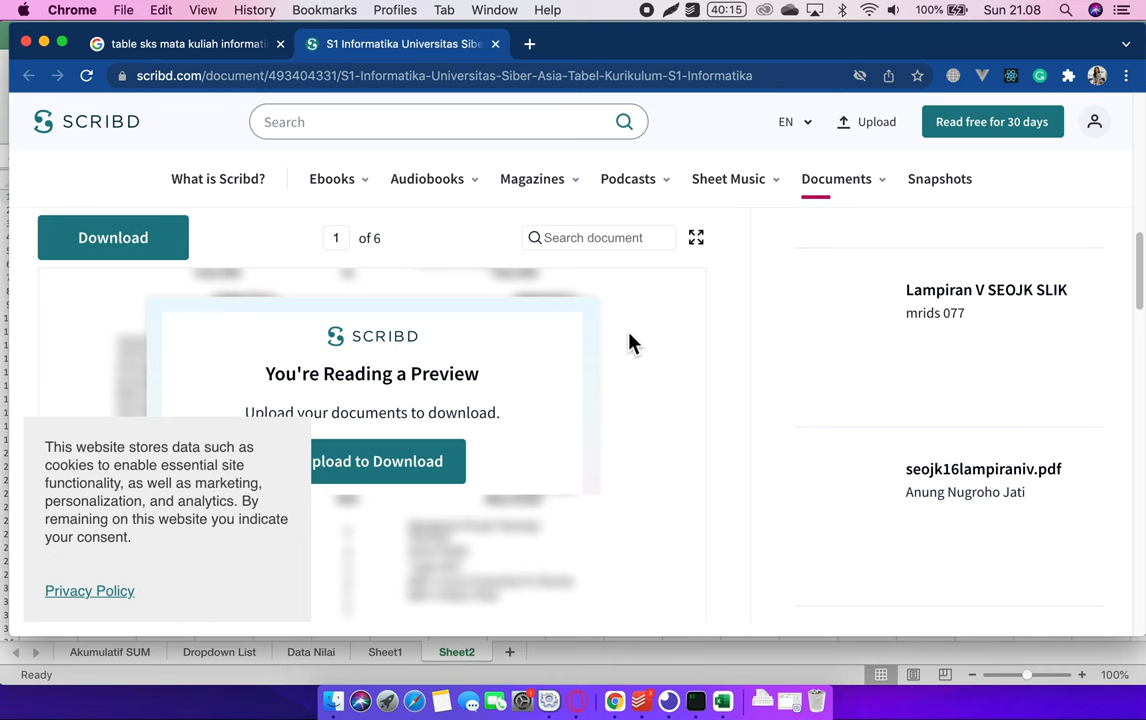 Chrome File Edit View History Bookmarks Profiles Tab Window Help 40:15 100% Sun 21.08
table sks mata kuliah informati
S1 Informatika Universitas Sibe
scribd.com/document/493404331/S1-Informatika-Universitas-Siber-Asia-Tabel-Kurikulum-S1-Informatika
SCRIBD Search EN Upload Read free for 30 days
What is Scribd? Ebooks Audiobooks Magazines Podcasts Sheet Music Documents Snapshots
Download 1 of 6 Search document
SCRIBD
You're Reading a Preview
Upload your documents to download.
pload to Download
This website stores data such as
cookies to enable essential site
functionality, as well as marketing,
personalization, and analytics. By
remaining on this website you indicate
your consent.
Privacy Policy
Lampiran V SEOJK SLIK
mrids 077
seojk16lampiraniv.pdf
Anung Nugroho Jati
Akumulatif SUM Dropdown List Data Nilai Sheet1 Sheet2
Ready 100%